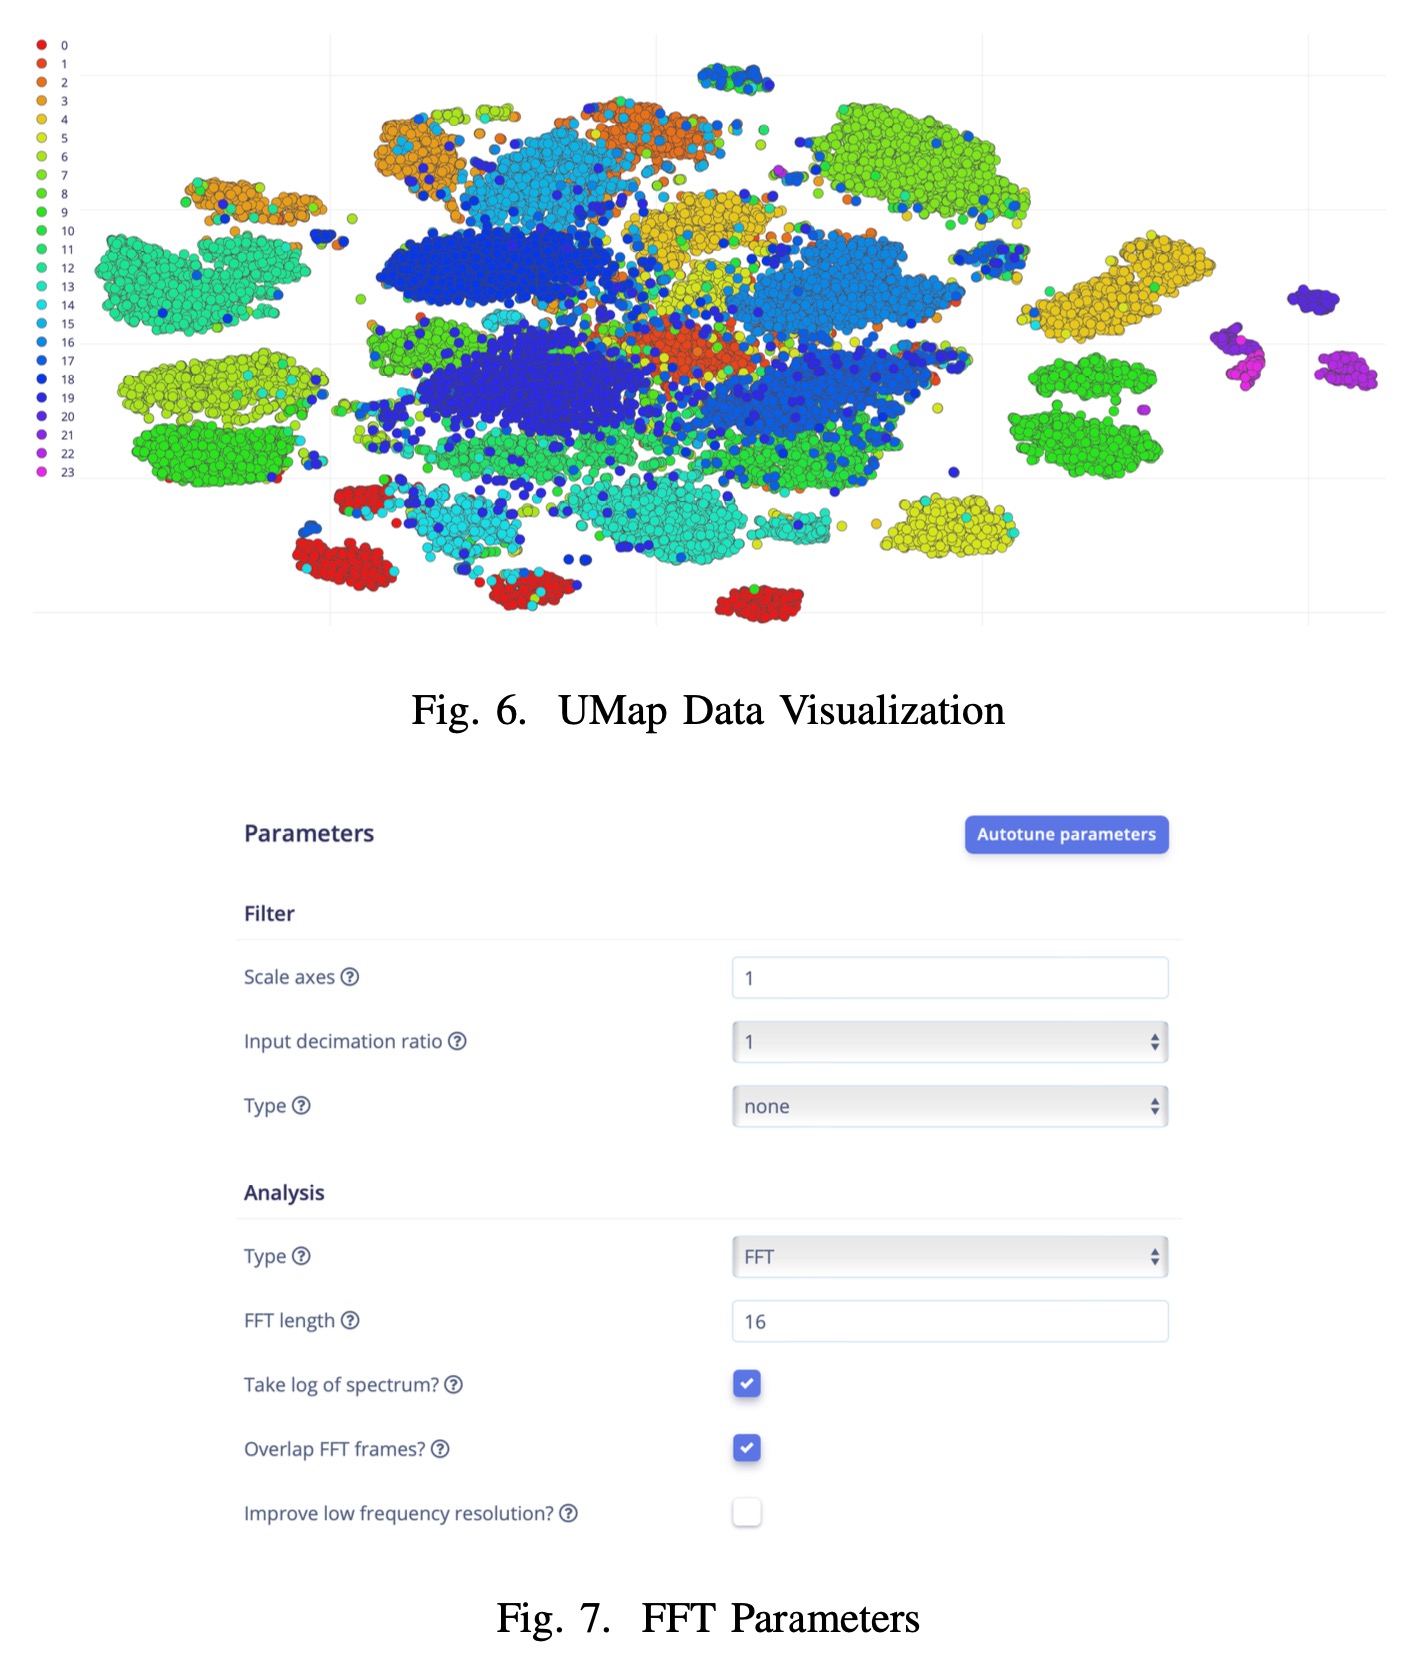 0
1
2
3
4
5
6
7
8
9
10
11
12
13
14
15
16
17
18
19
20
21
22
23
Fig. 6. UMap Data Visualization
Parameters
Autotune parameters
Filter
Scale axes ?
1
Input decimation ratio ?
1
Type ?
none
Analysis
Type ?
FFT
FFT length ?
16
Take log of spectrum? ?
Overlap FFT frames? ?
Improve low frequency resolution? ?
Fig. 7. FFT Parameters